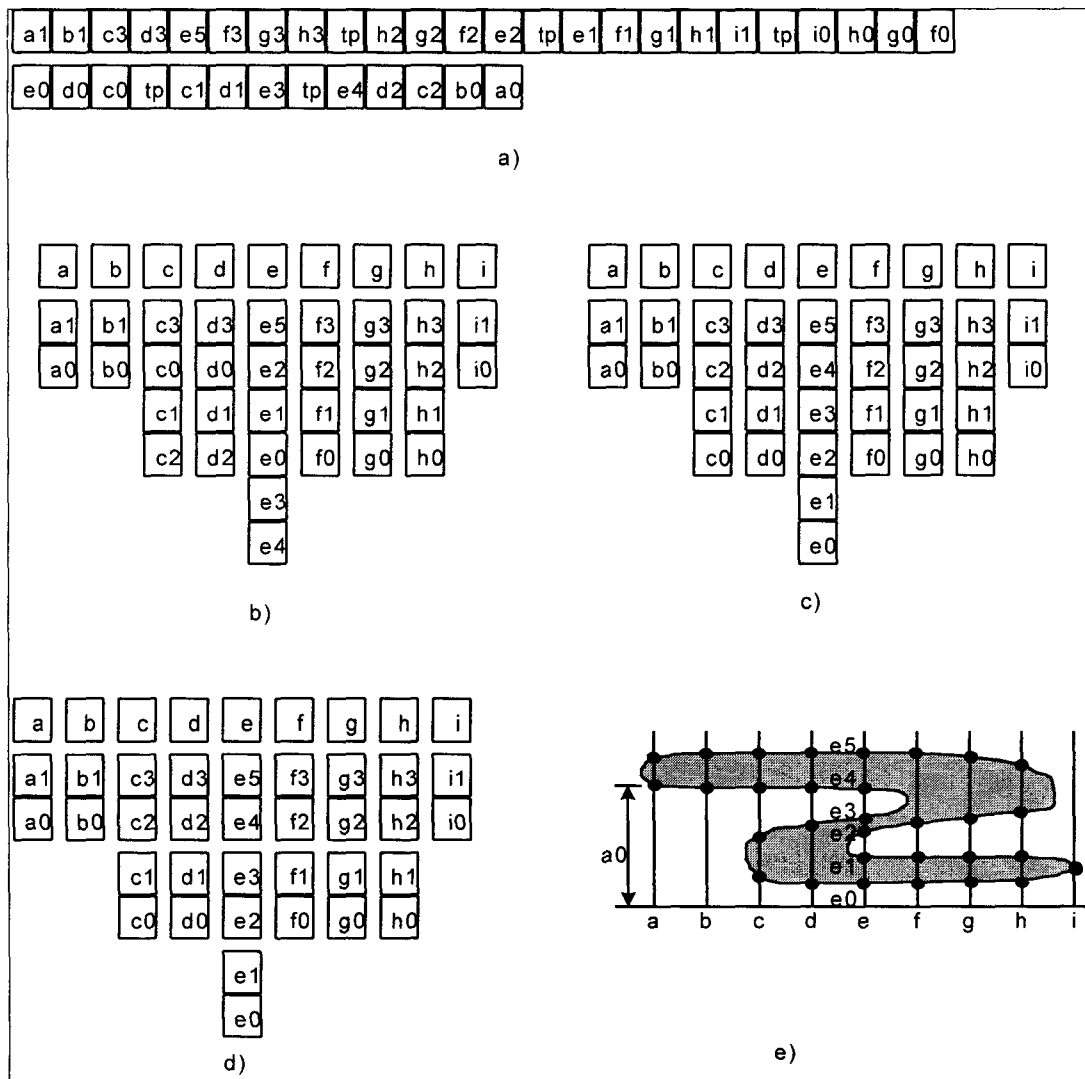 a1 b1 c3 d3 e5 f3 g3 h3 tp h2 g2 f2 e2 tp e1 f1 g1 h1 i1 tp i0 h0 g0 f0
e0 d0 c0 tp c1 d1 e3 tp e4 d2 c2 b0 a0
a)
a b c d e f g h i
a1 b1 c3 d3 e5 f3 g3 h3 i1
a0 b0 c0 d0 e2 f2 g2 h2 i0
c1 d1 e1 f1 g1 h1
c2 d2 e0 f0 g0 h0
e3
e4
b)
a b c d e f g h i
a1 b1 c3 d3 e5 f3 g3 h3 i1
a0 b0 c2 d2 e4 f2 g2 h2 i0
c1 d1 e3 f1 g1 h1
c0 d0 e2 f0 g0 h0
e1
e0
c)
a b c d e f g h i
a1 b1 c3 d3 e5 f3 g3 h3 i1
a0 b0 c2 d2 e4 f2 g2 h2 i0
c1 d1 e3 f1 g1 h1
c0 d0 e2 f0 g0 h0
e1
e0
d)
e5
e4
e3
e2
a0
e1
e0
a b c d e f g h i
e)